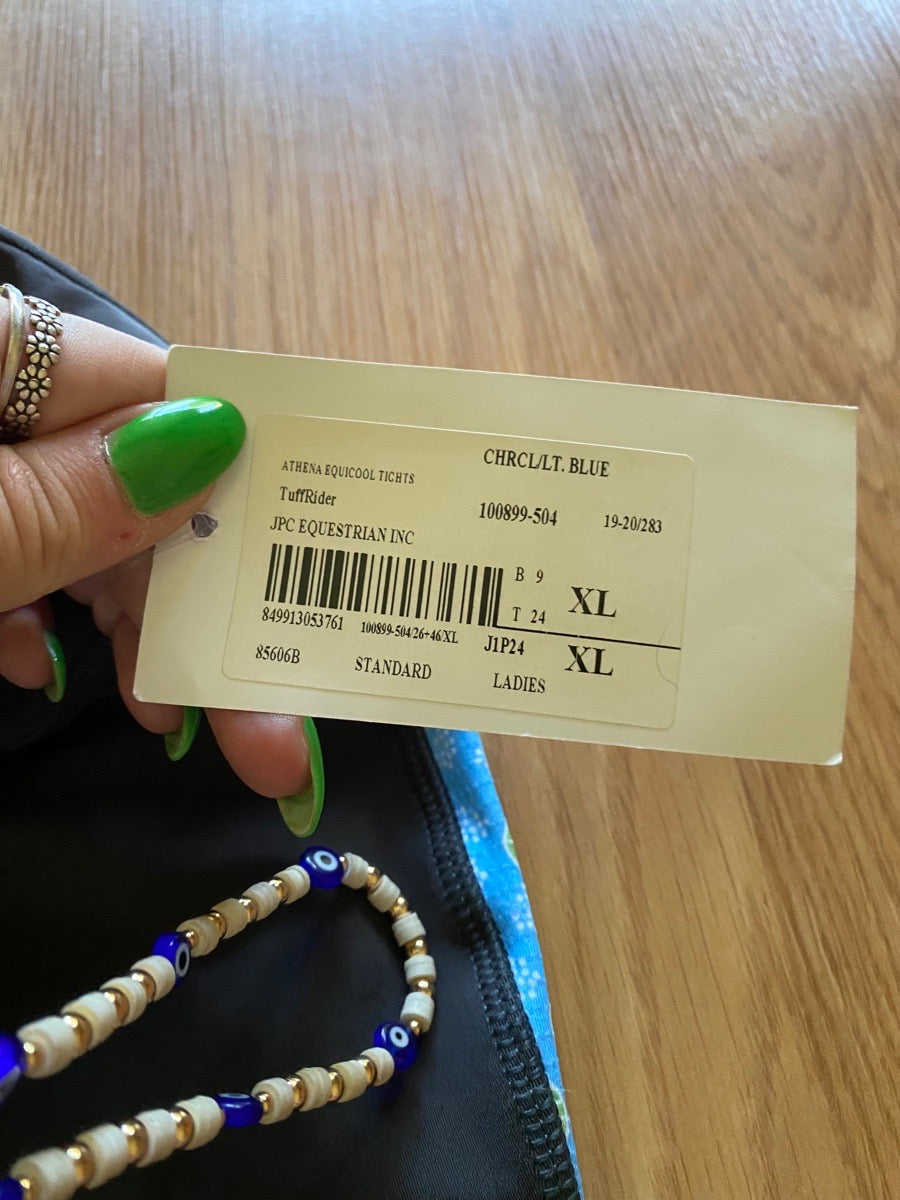 CHRCL/LT. BLUE
ATHENA EQUICOOL TIGHTS
TuffRider
100899-504 19-20/283
JPC EQUESTRIAN INC
B 9
T 24 XL
849913053761 100899-504/26+46/XL J1P24 XL
85606B STANDARD LADIES